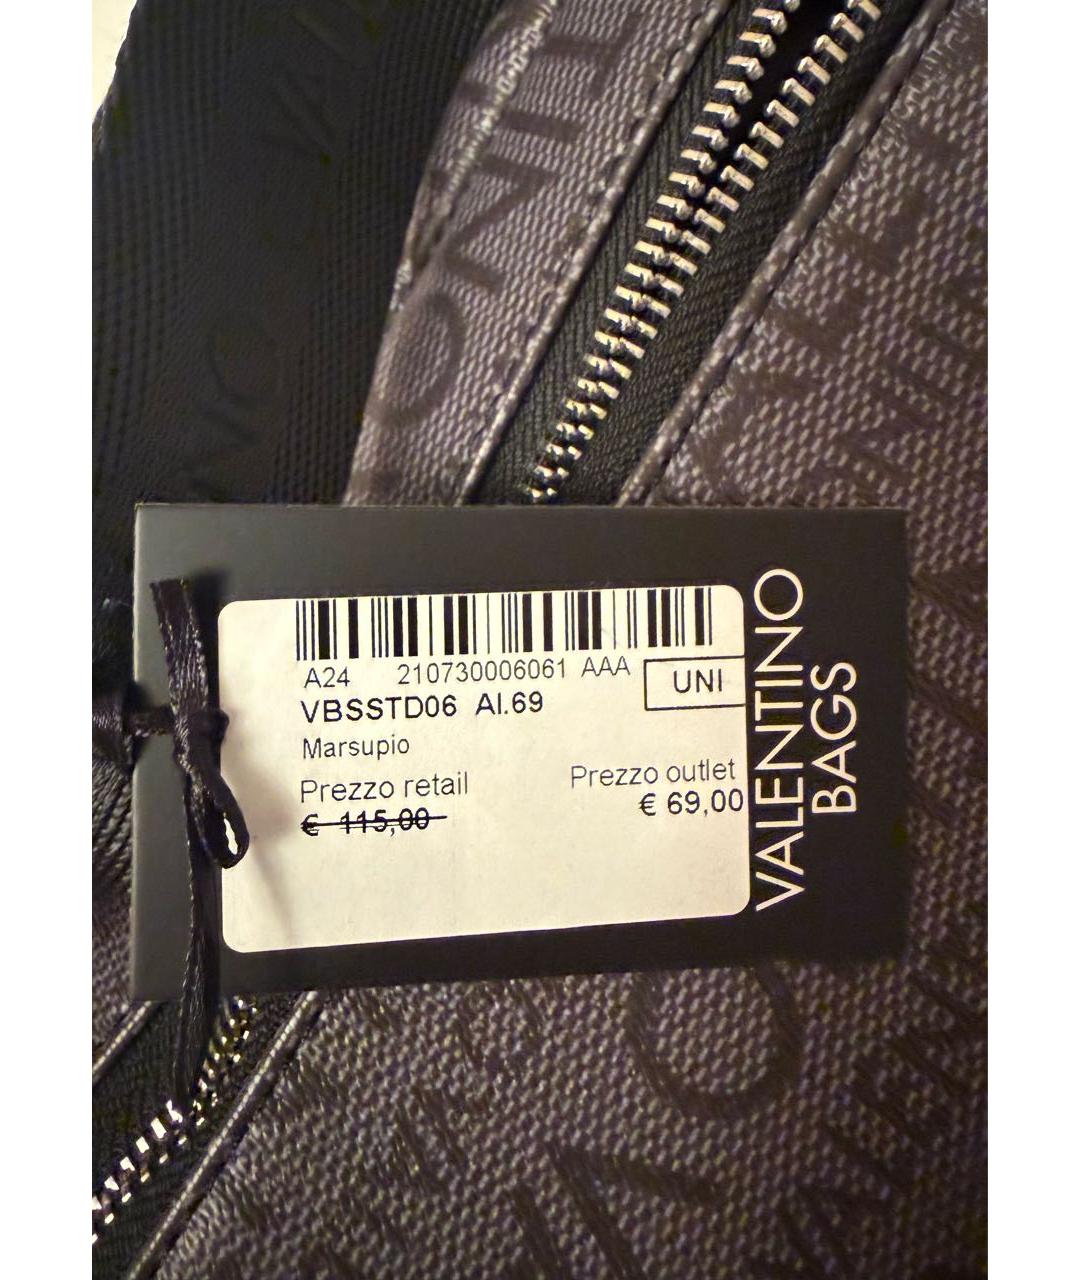 A24 210730006061 AAA
VBSSTD06 AI.69
UNI
Marsupio
Prezzo retail
€ 115,00
Prezzo outlet
€ 69,00
VALENTINO
BAGS